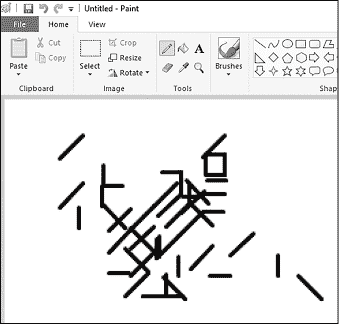 Untitled - Paint
File Home View
Paste Cut Copy Clipboard
Select Crop Resize Rotate Image
Tools
Brushes
Shap